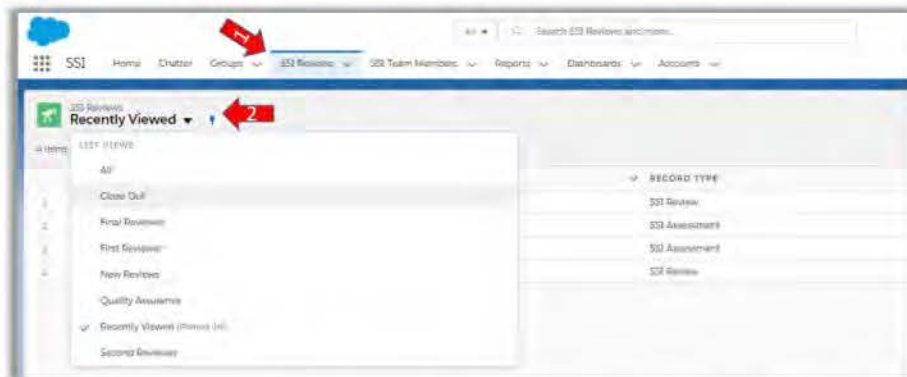 1
All
Search SSI Reviews and more...
SSI Home Chatter Groups SSI Reviews SSI Team Members Reports Dashboards Accounts
SSI Reviews
Recently Viewed
2
4 items
LIST VIEWS
All
RECORD TYPE
Close Out
1 SSI Review
Final Reviewer
2 SSI Assessment
First Reviewer
3 SSI Assessment
New Reviews
4 SSI Review
Quality Assurance
Recently Viewed (Pinned list)
Second Reviewer